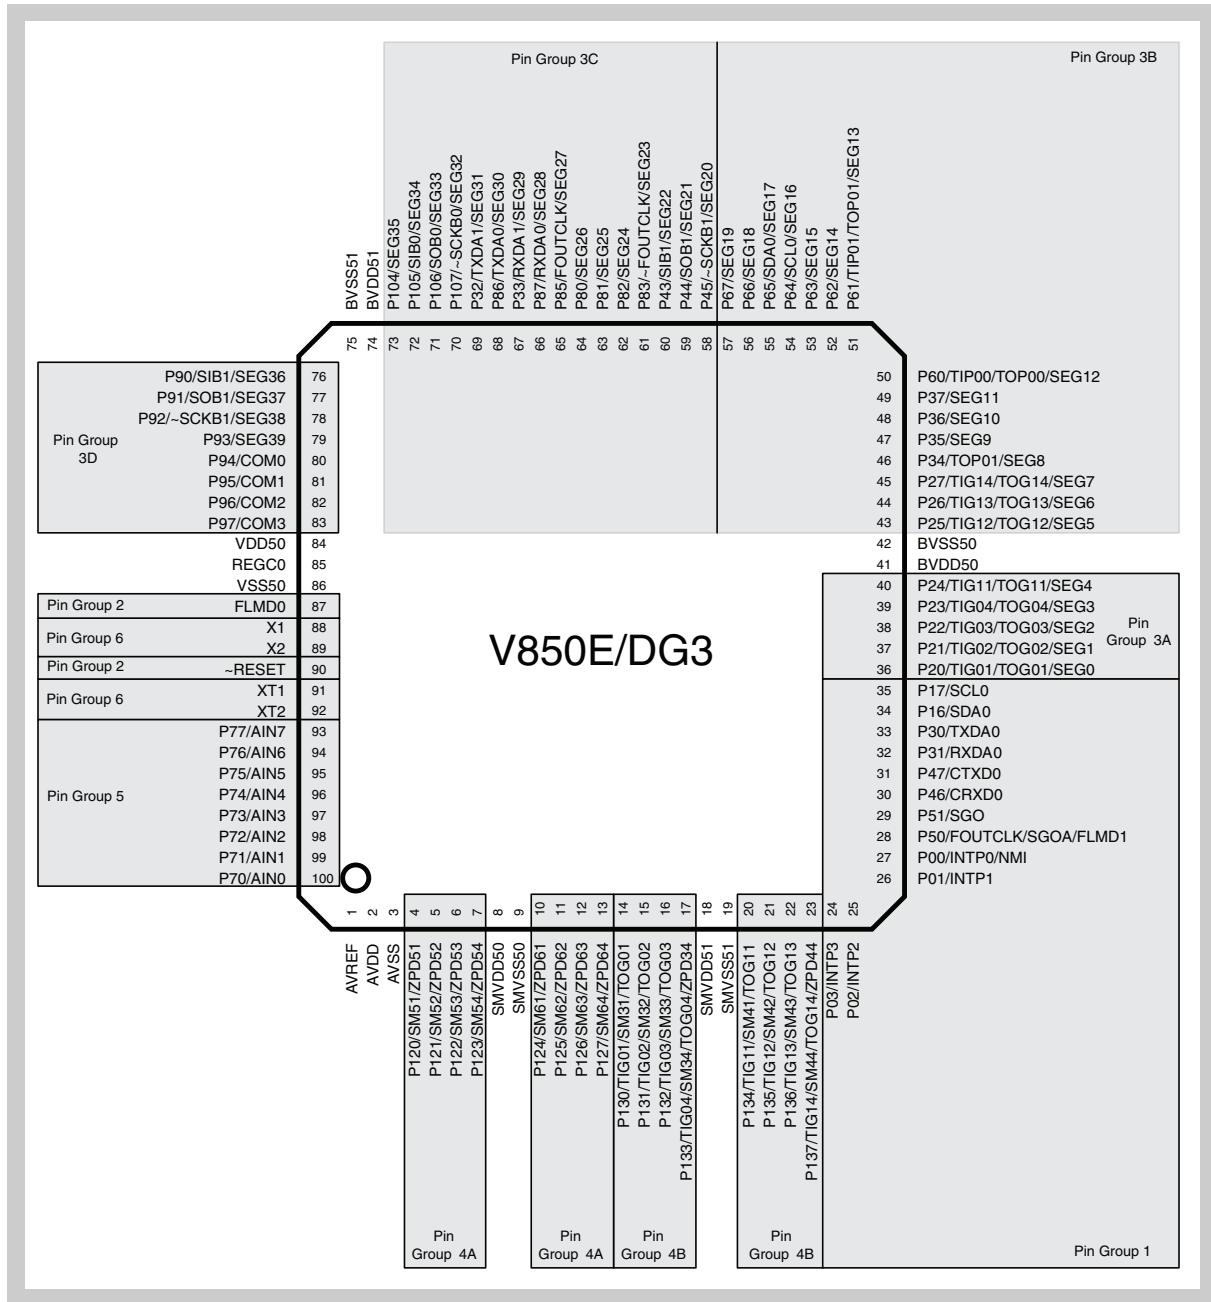 Pin Group 3C
Pin Group 3B
BVSS51
BVDD51
P104/SEG35
P105/SIB0/SEG34
P106/SOB0/SEG33
P107/~SCKB0/SEG32
P32/TXDA1/SEG31
P86/TXDA0/SEG30
P33/RXDA1/SEG29
P87/RXDA0/SEG28
P85/FOUTCLK/SEG27
P80/SEG26
P81/SEG25
P82/SEG24
P83/~FOUTCLK/SEG23
P43/SIB1/SEG22
P44/SOB1/SEG21
P45/~SCKB1/SEG20
P67/SEG19
P66/SEG18
P65/SDA0/SEG17
P64/SCL0/SEG16
P63/SEG15
P62/SEG14
P61/TIP01/TOP01/SEG13
75
74
73
72
71
70
69
68
67
66
65
64
63
62
61
60
59
58
57
56
55
54
53
52
51
Pin Group
3D
P90/SIB1/SEG36 76
P91/SOB1/SEG37 77
P92/~SCKB1/SEG38 78
P93/SEG39 79
P94/COM0 80
P95/COM1 81
P96/COM2 82
P97/COM3 83
VDD50 84
REGC0 85
VSS50 86
Pin Group 2
FLMD0 87
Pin Group 6
X1 88
X2 89
Pin Group 2
~RESET 90
Pin Group 6
XT1 91
XT2 92
Pin Group 5
P77/AIN7 93
P76/AIN6 94
P75/AIN5 95
P74/AIN4 96
P73/AIN3 97
P72/AIN2 98
P71/AIN1 99
P70/AIN0 100
V850E/DG3
50 P60/TIP00/TOP00/SEG12
49 P37/SEG11
48 P36/SEG10
47 P35/SEG9
46 P34/TOP01/SEG8
45 P27/TIG14/TOG14/SEG7
44 P26/TIG13/TOG13/SEG6
43 P25/TIG12/TOG12/SEG5
42 BVSS50
41 BVDD50
40 P24/TIG11/TOG11/SEG4
39 P23/TIG04/TOG04/SEG3
38 P22/TIG03/TOG03/SEG2
37 P21/TIG02/TOG02/SEG1
36 P20/TIG01/TOG01/SEG0
Pin
Group 3A
35 P17/SCL0
34 P16/SDA0
33 P30/TXDA0
32 P31/RXDA0
31 P47/CTXD0
30 P46/CRXD0
29 P51/SGO
28 P50/FOUTCLK/SGOA/FLMD1
27 P00/INTP0/NMI
26 P01/INTP1
1
2
3
4
5
6
7
8
9
10
11
12
13
14
15
16
17
18
19
20
21
22
23
24
25
AVREF
AVDD
AVSS
P120/SM51/ZPD51
P121/SM52/ZPD52
P122/SM53/ZPD53
P123/SM54/ZPD54
SMVDD50
SMVSS50
P124/SM61/ZPD61
P125/SM62/ZPD62
P126/SM63/ZPD63
P127/SM64/ZPD64
P130/TIG01/SM31/TOG01
P131/TIG02/SM32/TOG02
P132/TIG03/SM33/TOG03
P133/TIG04/SM34/TOG04/ZPD34
SMVDD51
SMVSS51
P134/TIG11/SM41/TOG11
P135/TIG12/SM42/TOG12
P136/TIG13/SM43/TOG13
P137/TIG14/SM44/TOG14/ZPD44
P03/INTP3
P02/INTP2
Pin
Group 4A
Pin
Group 4A
Pin
Group 4B
Pin
Group 4B
Pin Group 1